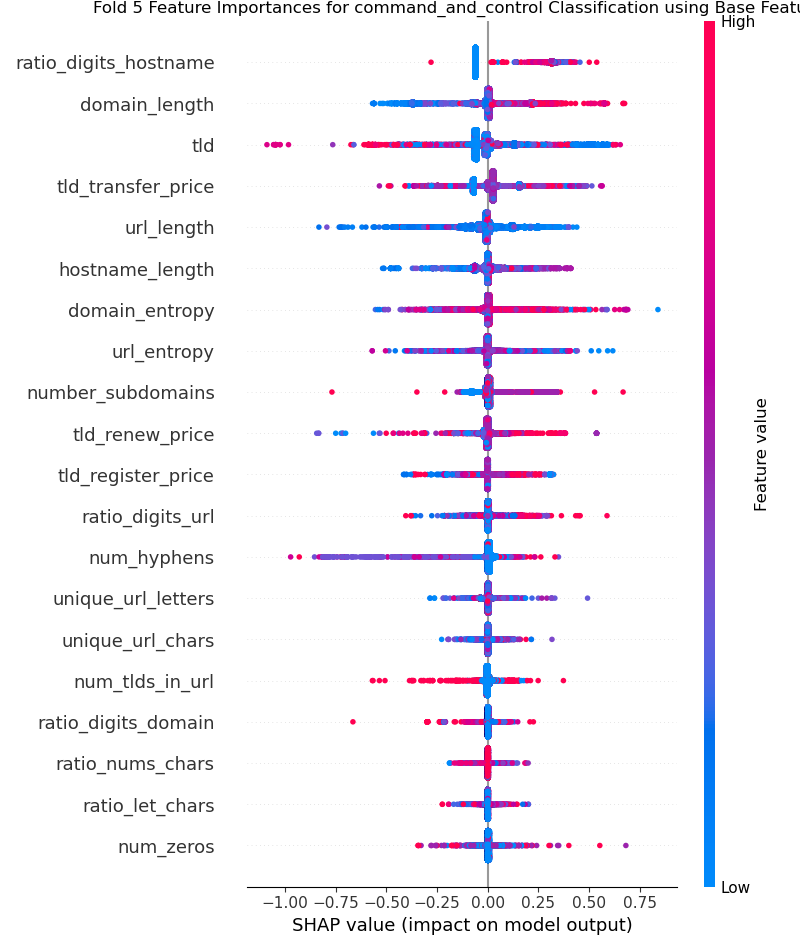 Fold 5 Feature Importances for command_and_control Classification using Base Featu
High
ratio_digits_hostname
domain_length
tld
tld_transfer_price
url_length
hostname_length
domain_entropy
url_entropy
number_subdomains
tld_renew_price
tld_register_price
ratio_digits_url
num_hyphens
unique_url_letters
unique_url_chars
num_tlds_in_url
ratio_digits_domain
ratio_nums_chars
ratio_let_chars
num_zeros
Feature value
Low
−1.00 −0.75 −0.50 −0.25 0.00 0.25 0.50 0.75
SHAP value (impact on model output)